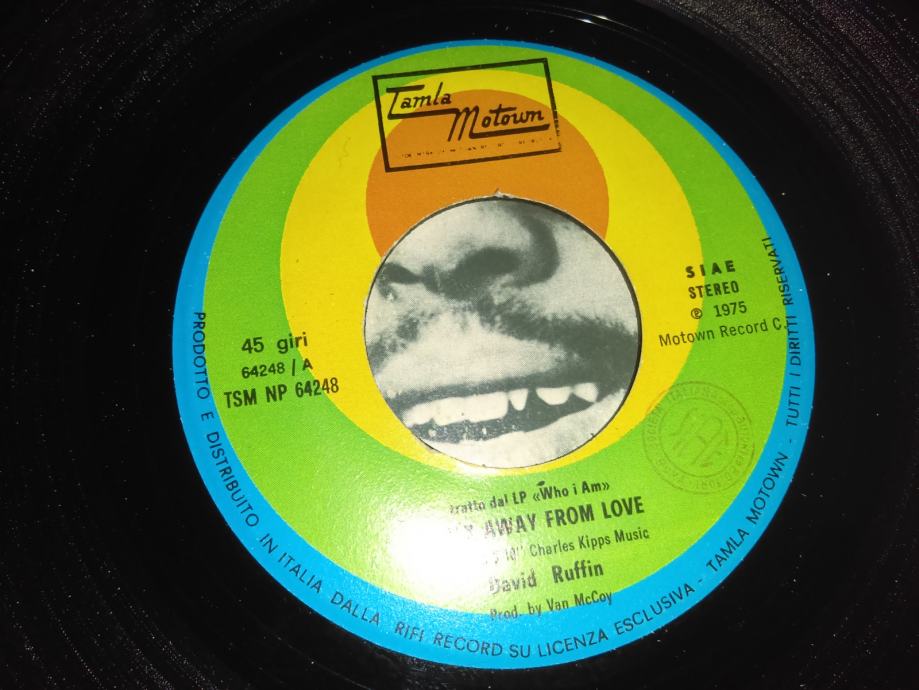 Tamla
Motown
45 giri
64248 / A
TSM NP 64248
SIAE
STEREO
℗ 1975
Motown Record C.
tratto dal LP «Who i Am»
AWAY FROM LOVE
Charles Kipps Music
David Ruffin
Prod. by Van McCoy
PRODOTTO E DISTRIBUITO IN ITALIA DALLA RIFI RECORD SU LICENZA ESCLUSIVA - TAMLA MOTOWN - TUTTI I DIRITTI RISERVATI